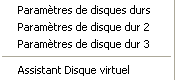 Paramètres de disques durs
Paramètres de disque dur 2
Paramètres de disque dur 3
Assistant Disque virtuel